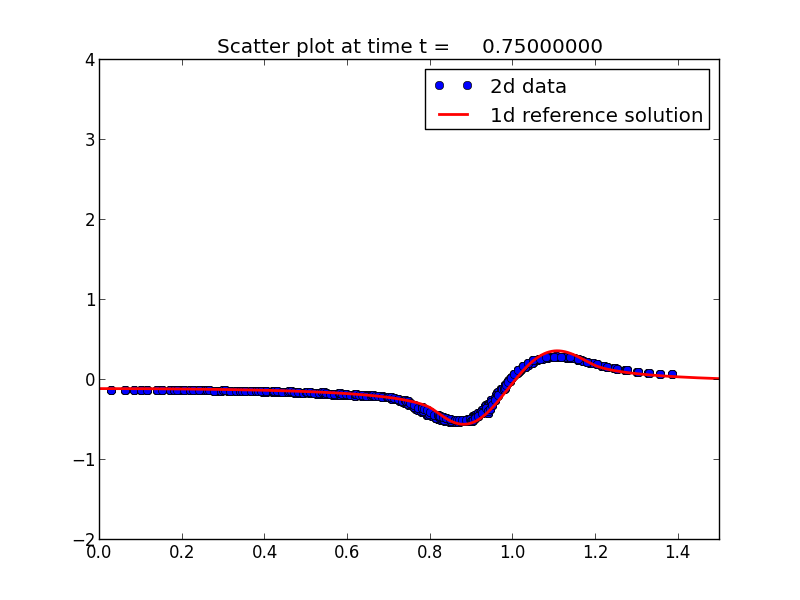 Scatter plot at time t = 0.75000000
2d data
1d reference solution
4
3
2
1
0
−1
−2
0.0 0.2 0.4 0.6 0.8 1.0 1.2 1.4